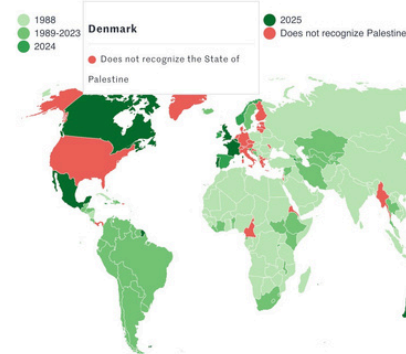 1988
1989-2023
2024
Denmark
Does not recognize the State of
Palestine
2025
Does not recognize Palestine